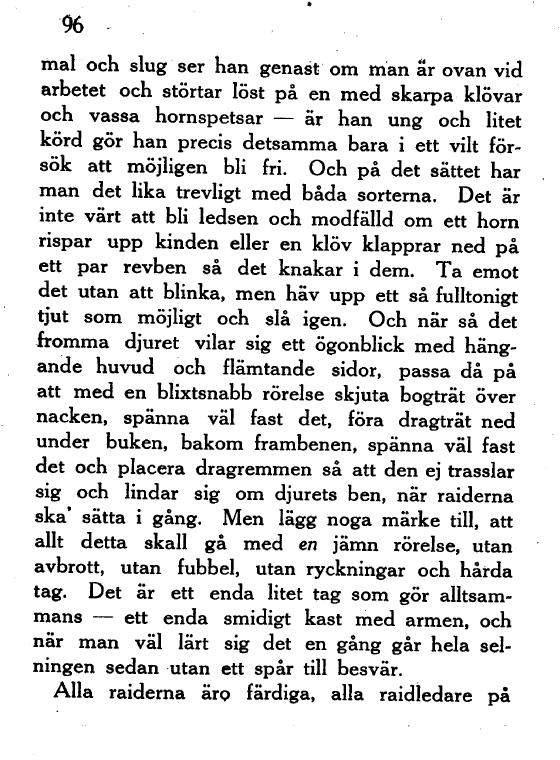 96
mal och slug ser han genast om man är ovan vid
arbetet och störtar löst på en med skarpa klövar
och vassa hornspetsar — är han ung och litet
körd gör han precis detsamma bara i ett vilt för-
sök att möjligen bli fri. Och på det sättet har
man det lika trevligt med båda sorterna. Det är
inte värt att bli ledsen och modfälld om ett horn
rispar upp kinden eller en klöv klapprar ned på
ett par revben så det knakar i dem. Ta emot
det utan att blinka, men häv upp ett så fulltonigt
tjut som möjligt och slå igen. Och när så det
fromma djuret vilar sig ett ögonblick med häng-
ande huvud och flämtande sidor, passa då på
att med en blixtsnabb rörelse skjuta bogträt över
nacken, spänna väl fast det, föra dragträt ned
under buken, bakom frambenen, spänna väl fast
det och placera dragremmen så att den ej trasslar
sig och lindar sig om djurets ben, när raiderna
ska' sätta i gång. Men lägg noga märke till, att
allt detta skall gå med en jämn rörelse, utan
avbrott, utan fubbel, utan ryckningar och hårda
tag. Det är ett enda litet tag som gör alltsam-
mans — ett enda smidigt kast med armen, och
när man väl lärt sig det en gång går hela sel-
ningen sedan utan ett spår till besvär.
Alla raiderna äro färdiga, alla raidledare på